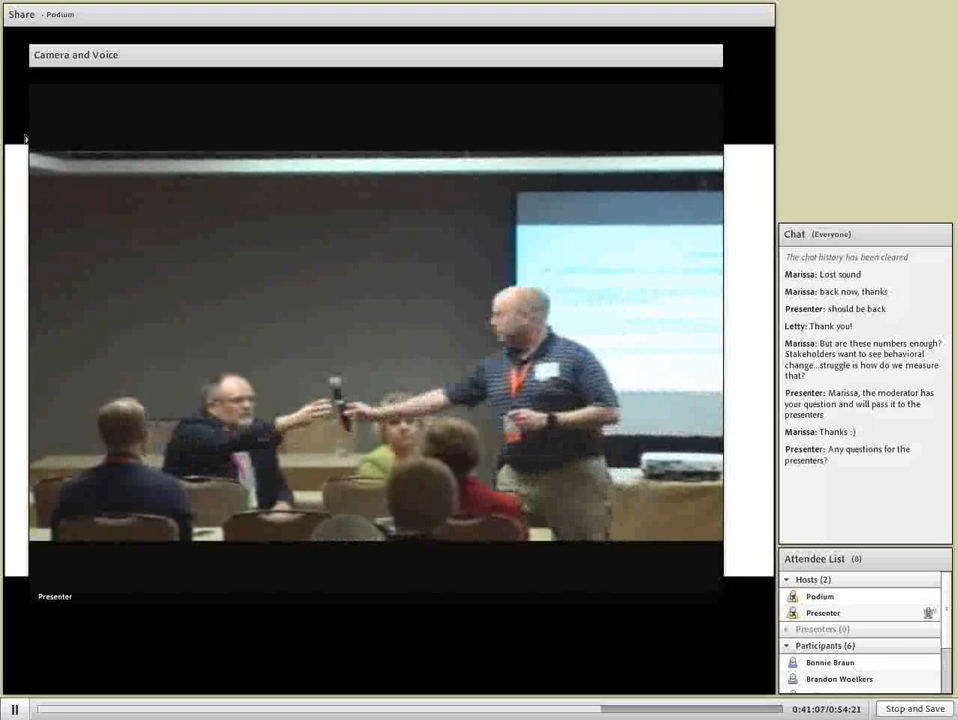 Share - Podium
Camera and Voice
Presenter
Chat (Everyone)
The chat history has been cleared
Marissa: Lost sound
Marissa: back now, thanks
Presenter: should be back
Letty: Thank you!
Marissa: But are these numbers enough?
Stakeholders want to see behavioral
change...struggle is how do we measure
that?
Presenter: Marissa, the moderator has
your question and will pass it to the
presenters
Marissa: Thanks :)
Presenter: Any questions for the
presenters?
Attendee List (8)
Hosts (2)
Podium
Presenter
Presenters (0)
Participants (6)
Bonnie Braun
Brandon Woelkers
0:41:07/0:54:21 Stop and Save